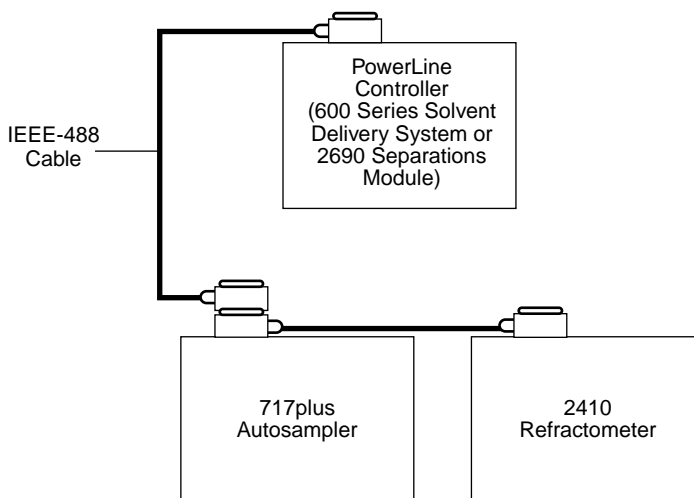 PowerLine
Controller
(600 Series Solvent
Delivery System or
2690 Separations
Module)
IEEE-488
Cable
717plus
Autosampler
2410
Refractometer